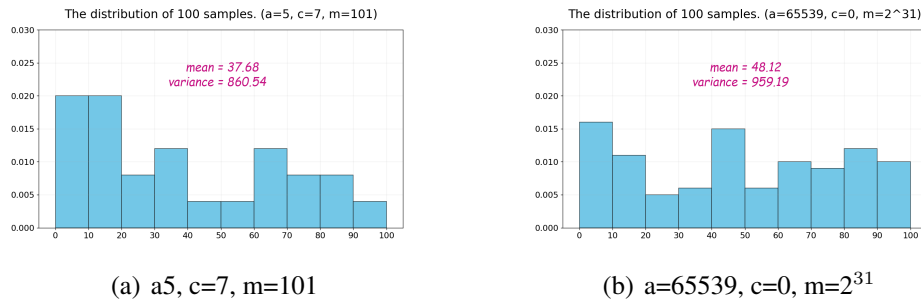 The distribution of 100 samples. (a=5, c=7, m=101)
0.030
0.025
0.020
0.015
0.010
0.005
0.000
mean = 37.68
variance = 860.54
0 10 20 30 40 50 60 70 80 90 100
(a) a5, c=7, m=101
The distribution of 100 samples. (a=65539, c=0, m=2^31)
0.030
0.025
0.020
0.015
0.010
0.005
0.000
mean = 48.12
variance = 959.19
0 10 20 30 40 50 60 70 80 90 100
(b) a=65539, c=0, m=2³¹